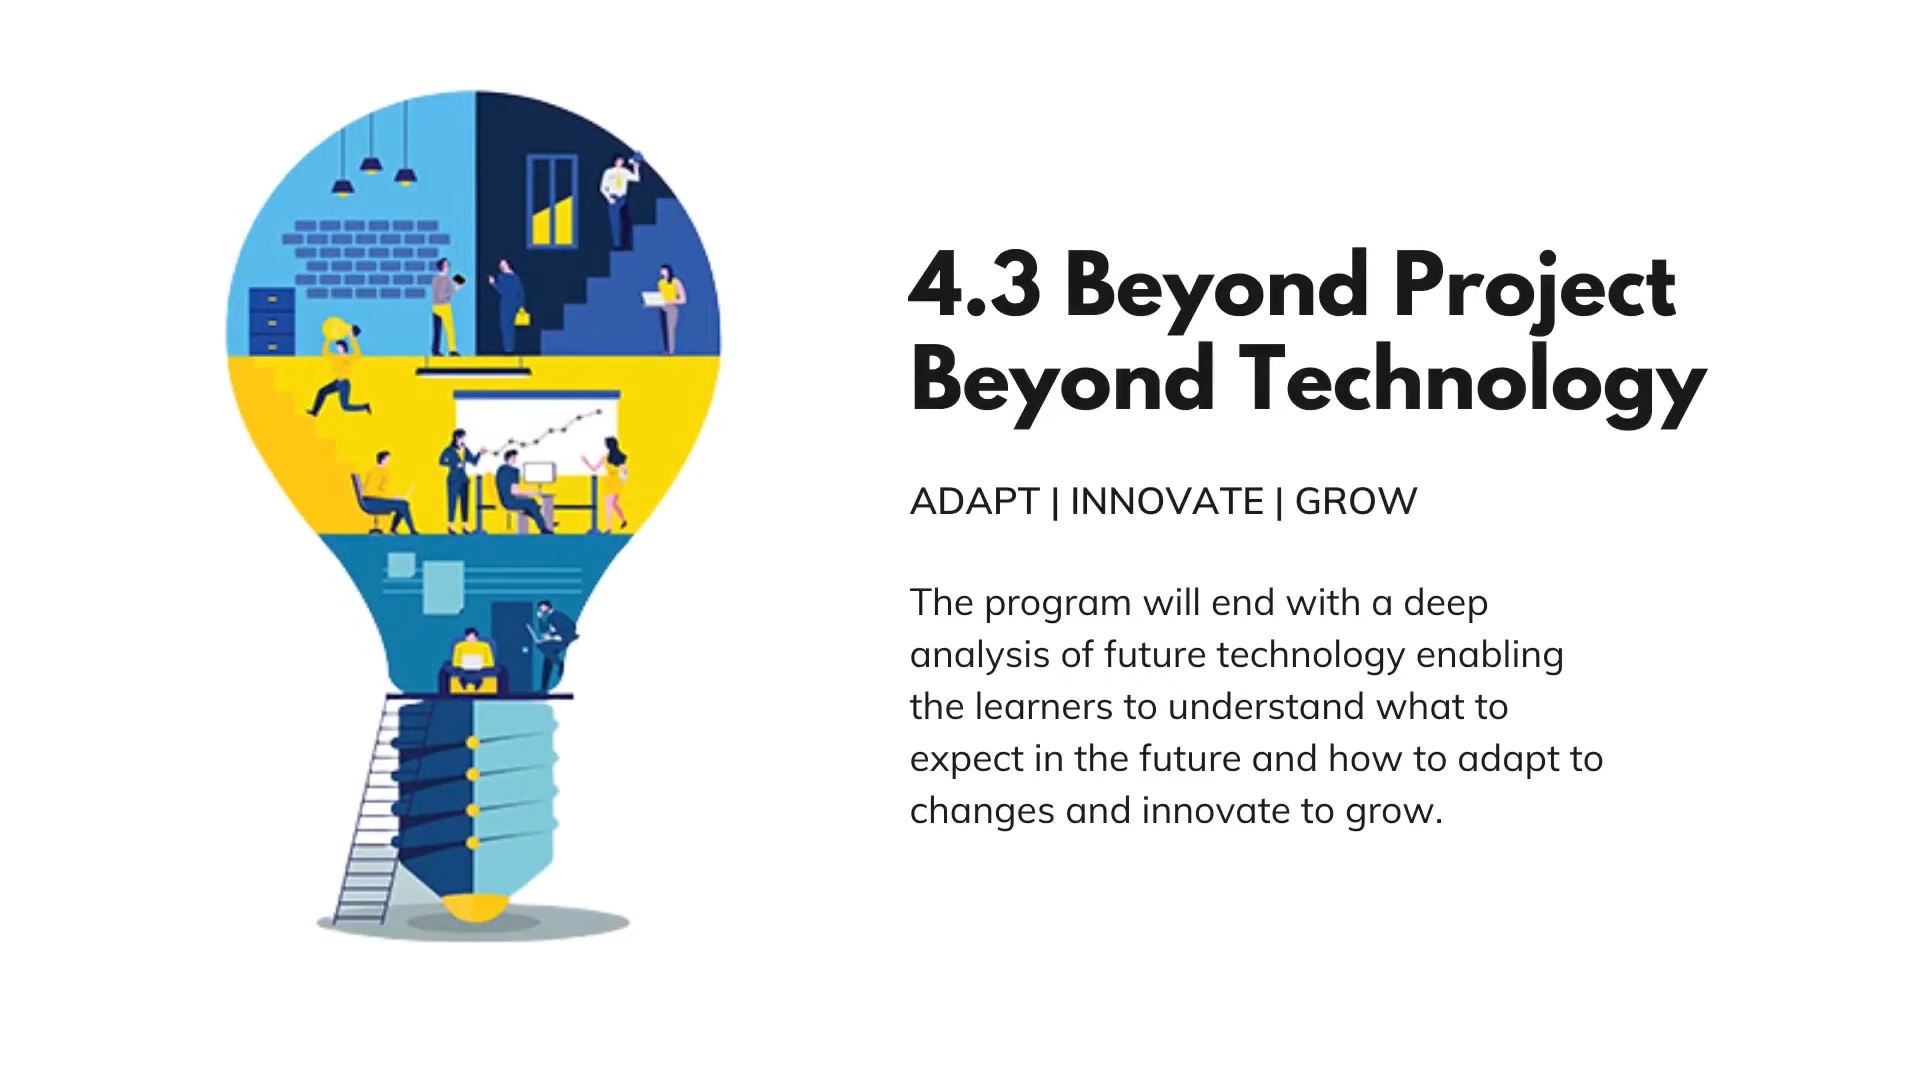 4.3 Beyond Project
Beyond Technology
ADAPT | INNOVATE | GROW
The program will end with a deep
analysis of future technology enabling
the learners to understand what to
expect in the future and how to adapt to
changes and innovate to grow.